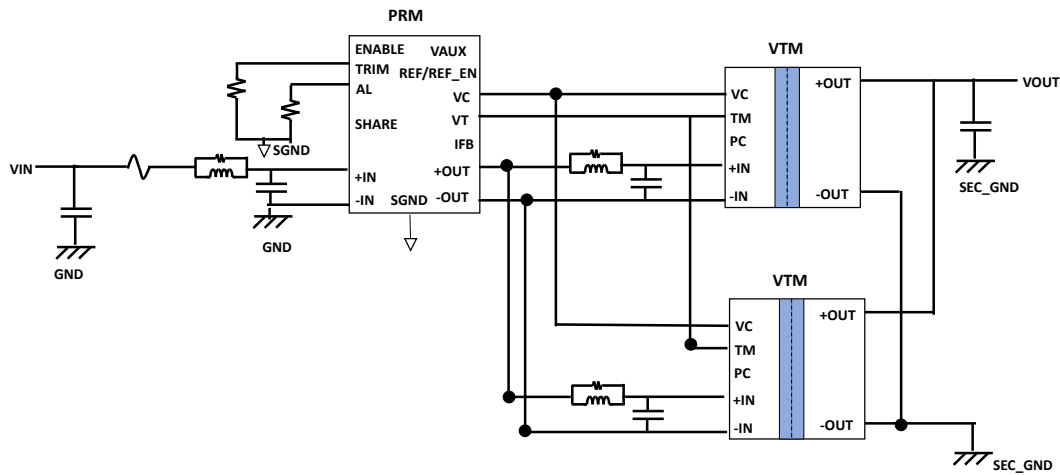 PRM
ENABLE VAUX
TRIM REF/REF_EN
AL
VC
VT
SHARE
IFB
+IN +OUT
-IN SGND -OUT
SGND
VIN
GND
GND
VTM
VC +OUT
TM
PC
+IN
-IN -OUT
VOUT
SEC_GND
VTM
VC +OUT
TM
PC
+IN
-IN -OUT
SEC_GND